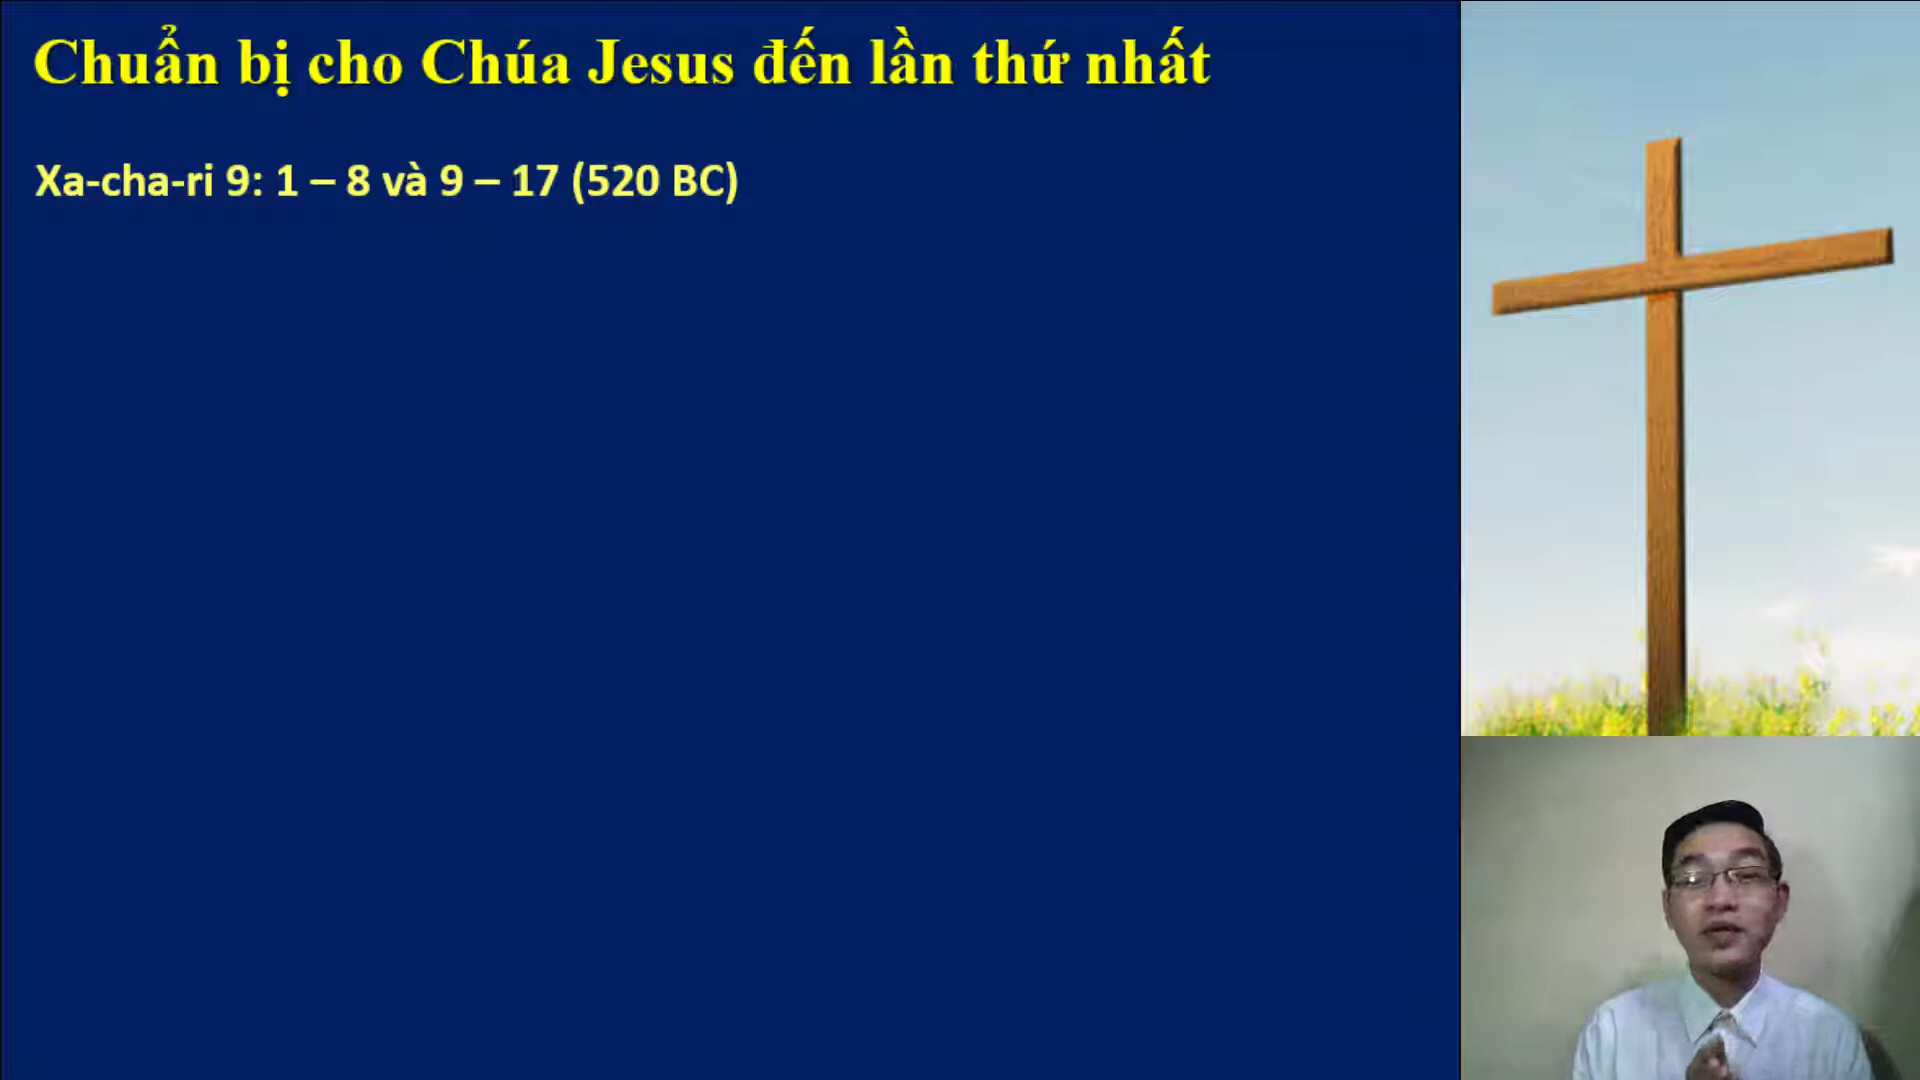 Chuẩn bị cho Chúa Jesus đến lần thứ nhất
Xa-cha-ri 9: 1 – 8 và 9 – 17 (520 BC)